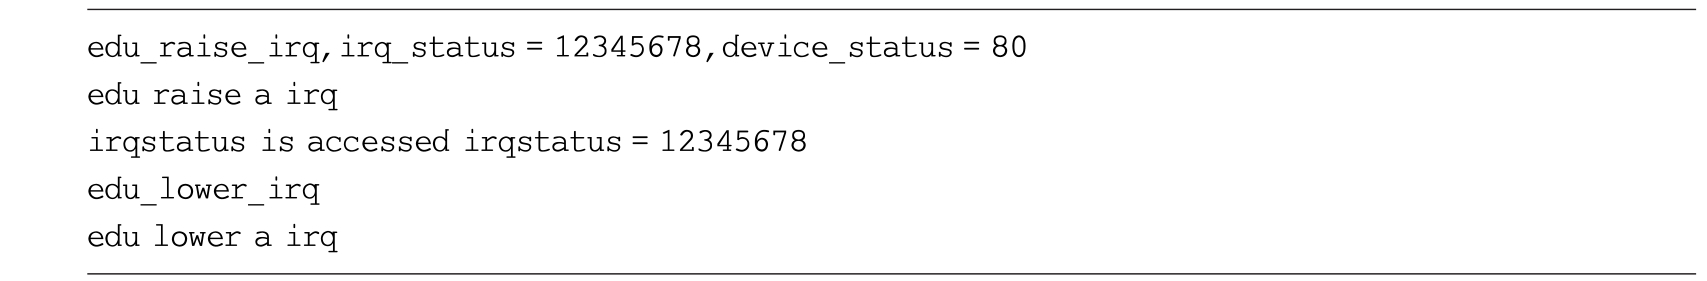 edu_raise_irq, irq_status = 12345678, device_status = 80
edu raise a irq
irqstatus is accessed irqstatus = 12345678
edu_lower_irq
edu lower a irq